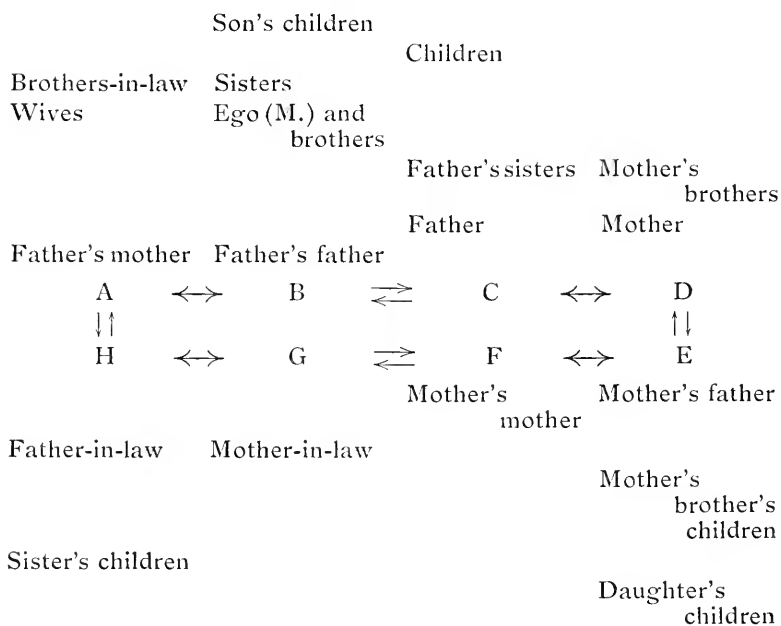 Son's children
Children
Brothers-in-law Sisters
Wives Ego (M.) and
brothers
Father's sisters Mother's
brothers
Father Mother
Father's mother Father's father
A ↔ B ⇄ C ↔ D
↓↑ ↑↓
H ↔ G ⇄ F ↔ E
Mother's Mother's father
mother
Father-in-law Mother-in-law
Mother's
brother's
children
Sister's children
Daughter's
children